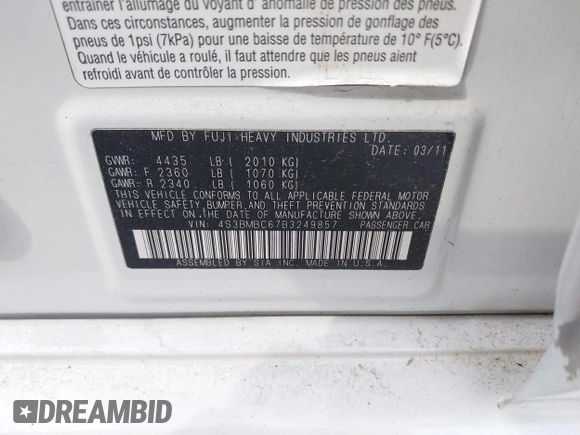 entraîner l'allumage du voyant d' anomalie de pression des pneus.
Dans ces circonstances, augmenter la pression de gonflage des
pneus de 1psi (7kPa) pour une baisse de température de 10° F(5°C).
Quand le véhicule a roulé, il faut attendre que les pneus aient
refroidi avant de contrôler la pression.
MFD BY FUJI HEAVY INDUSTRIES LTD.
DATE: 03/11
GVWR: 4435 LB ( 2010 KG)
GAWR: F 2360 LB ( 1070 KG)
GAWR: R 2340 LB ( 1060 KG)
THIS VEHICLE CONFORMS TO ALL APPLICABLE FEDERAL MOTOR
VEHICLE SAFETY, BUMPER, AND THEFT PREVENTION STANDARDS
IN EFFECT ON THE DATE OF MANUFACTURE SHOWN ABOVE.
VIN: 4S3BMBC67B3249857 PASSENGER CAR
ASSEMBLED BY SIA INC. MADE IN U.S.A.
DREAMBID